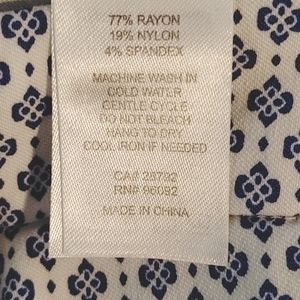 77% RAYON
19% NYLON
4% SPANDEX
MACHINE WASH IN
COLD WATER
GENTLE CYCLE
DO NOT BLEACH
HANG TO DRY
COOL IRON IF NEEDED
CA# 28792
RN# 96092
MADE IN CHINA